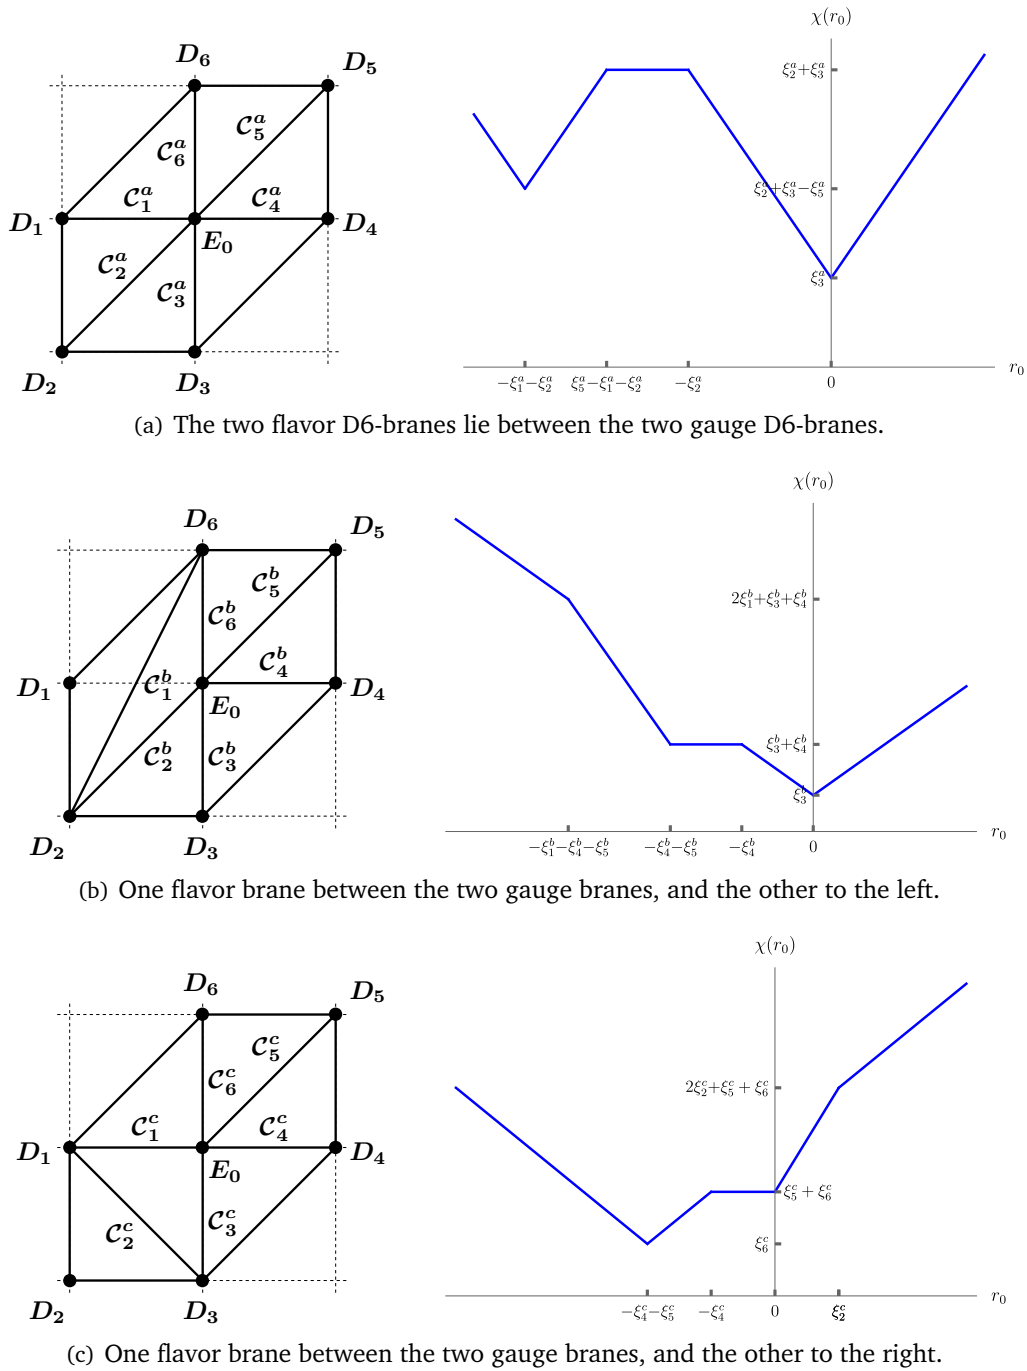 D₆
D₅
𝒞₅ᵃ
𝒞₆ᵃ
𝒞₁ᵃ
𝒞₄ᵃ
D₁
D₄
E₀
𝒞₂ᵃ
𝒞₃ᵃ
D₂
D₃
χ(r₀)
ξ₂ᵃ+ξ₃ᵃ
ξ₂ᵃ+ξ₃ᵃ−ξ₅ᵃ
ξ₃ᵃ
r₀
−ξ₁ᵃ−ξ₂ᵃ
ξ₅ᵃ−ξ₁ᵃ−ξ₂ᵃ
−ξ₂ᵃ
0
(a) The two flavor D6-branes lie between the two gauge D6-branes.
D₆
D₅
𝒞₅ᵇ
𝒞₆ᵇ
𝒞₄ᵇ
𝒞₁ᵇ
D₁
D₄
E₀
𝒞₂ᵇ
𝒞₃ᵇ
D₂
D₃
χ(r₀)
2ξ₁ᵇ+ξ₃ᵇ+ξ₄ᵇ
ξ₃ᵇ+ξ₄ᵇ
ξ₃ᵇ
r₀
−ξ₁ᵇ−ξ₄ᵇ−ξ₅ᵇ
−ξ₄ᵇ−ξ₅ᵇ
−ξ₄ᵇ
0
(b) One flavor brane between the two gauge branes, and the other to the left.
D₆
D₅
𝒞₅ᶜ
𝒞₆ᶜ
𝒞₁ᶜ
𝒞₄ᶜ
D₁
D₄
E₀
𝒞₃ᶜ
𝒞₂ᶜ
D₂
D₃
χ(r₀)
2ξ₂ᶜ+ξ₅ᶜ + ξ₆ᶜ
ξ₅ᶜ + ξ₆ᶜ
ξ₆ᶜ
r₀
−ξ₄ᶜ−ξ₅ᶜ
−ξ₄ᶜ
0
ξ₂ᶜ
(c) One flavor brane between the two gauge branes, and the other to the right.